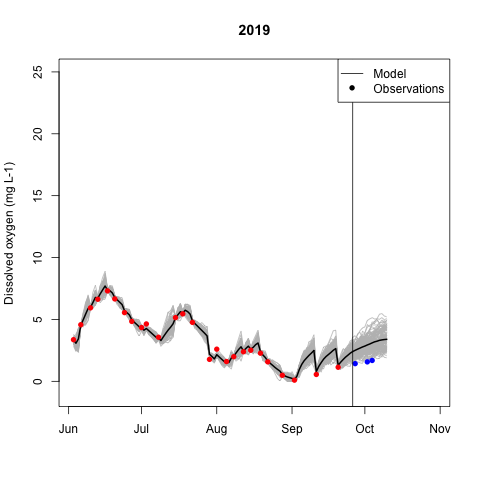 2019
Model
Observations
Dissolved oxygen (mg L-1)
25
20
15
10
5
0
Jun Jul Aug Sep Oct Nov